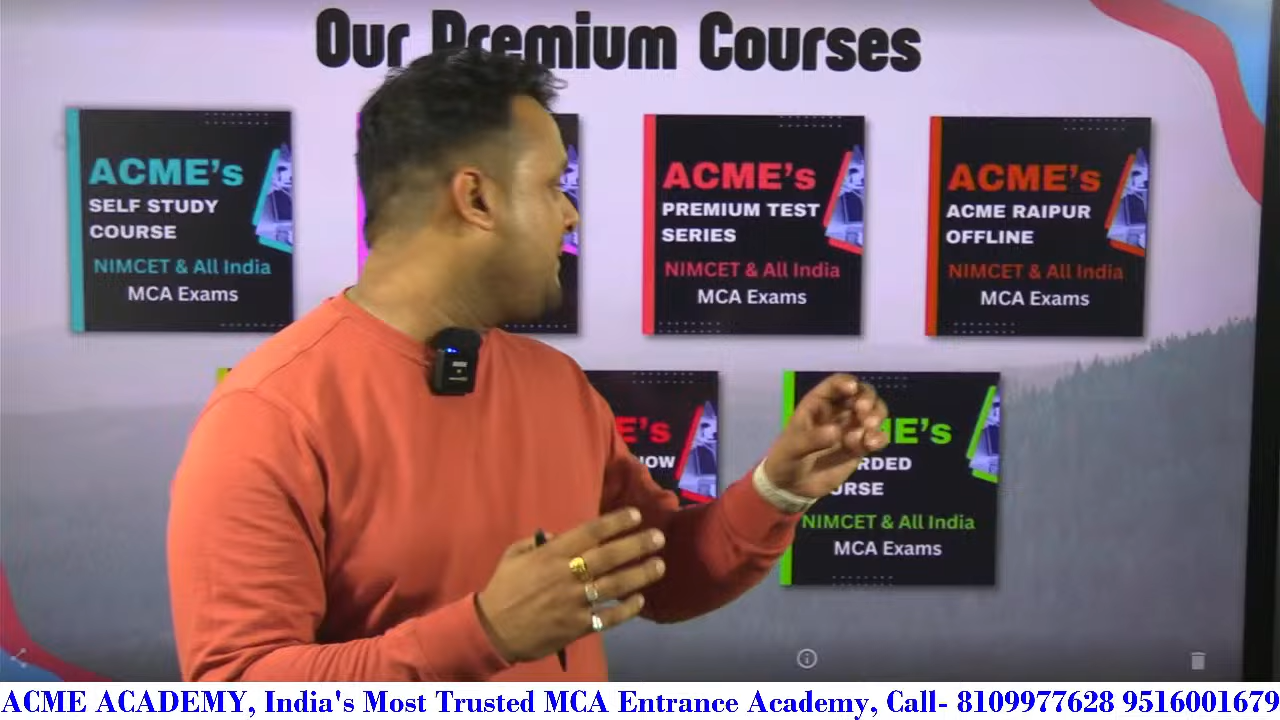 Our Premium Courses
ACME's
SELF STUDY
COURSE
NIMCET & All India
MCA Exams
ACME's
PREMIUM TEST
SERIES
NIMCET & All India
MCA Exams
ACME's
ACME RAIPUR
OFFLINE
NIMCET & All India
MCA Exams
NIMCET & All India
MCA Exams
ACME ACADEMY, India's Most Trusted MCA Entrance Academy, Call- 8109977628 9516001679